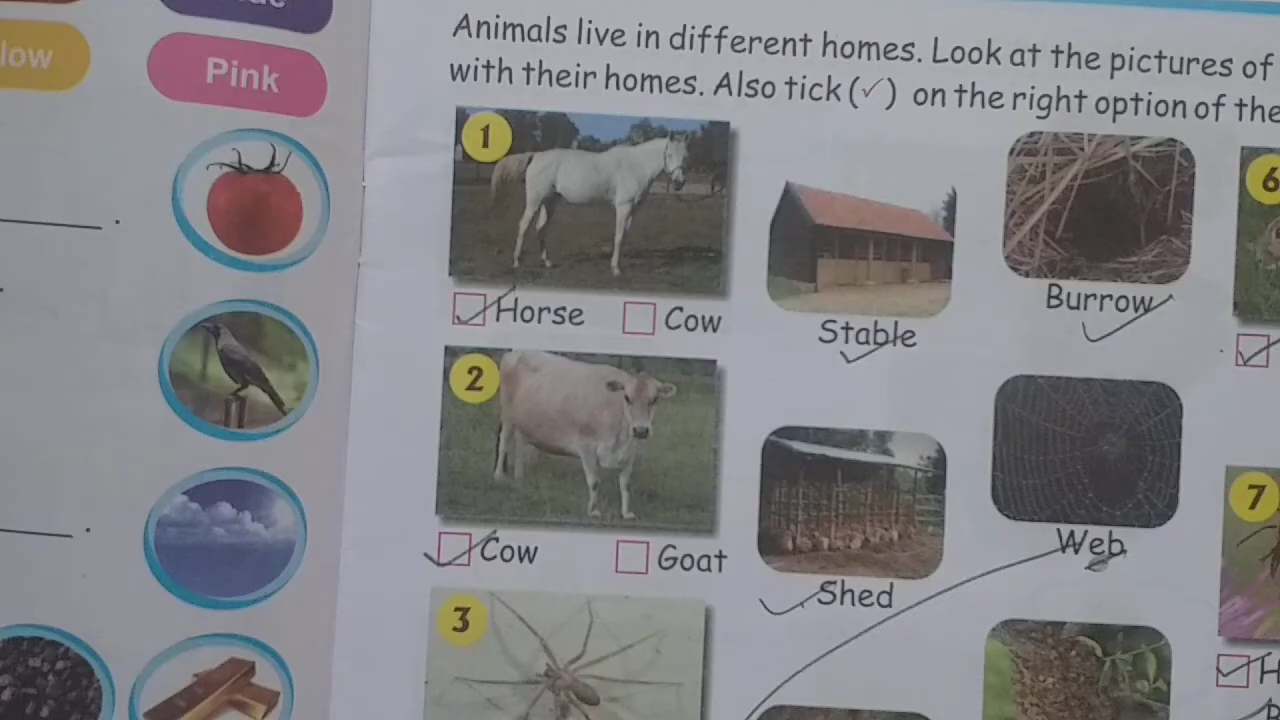 low
Pink
Animals live in different homes. Look at the pictures of
with their homes. Also tick (✓) on the right option of the
1
6
Horse
Cow
Stable
Burrow
2
Cow
Goat
Shed
Web
7
3
H